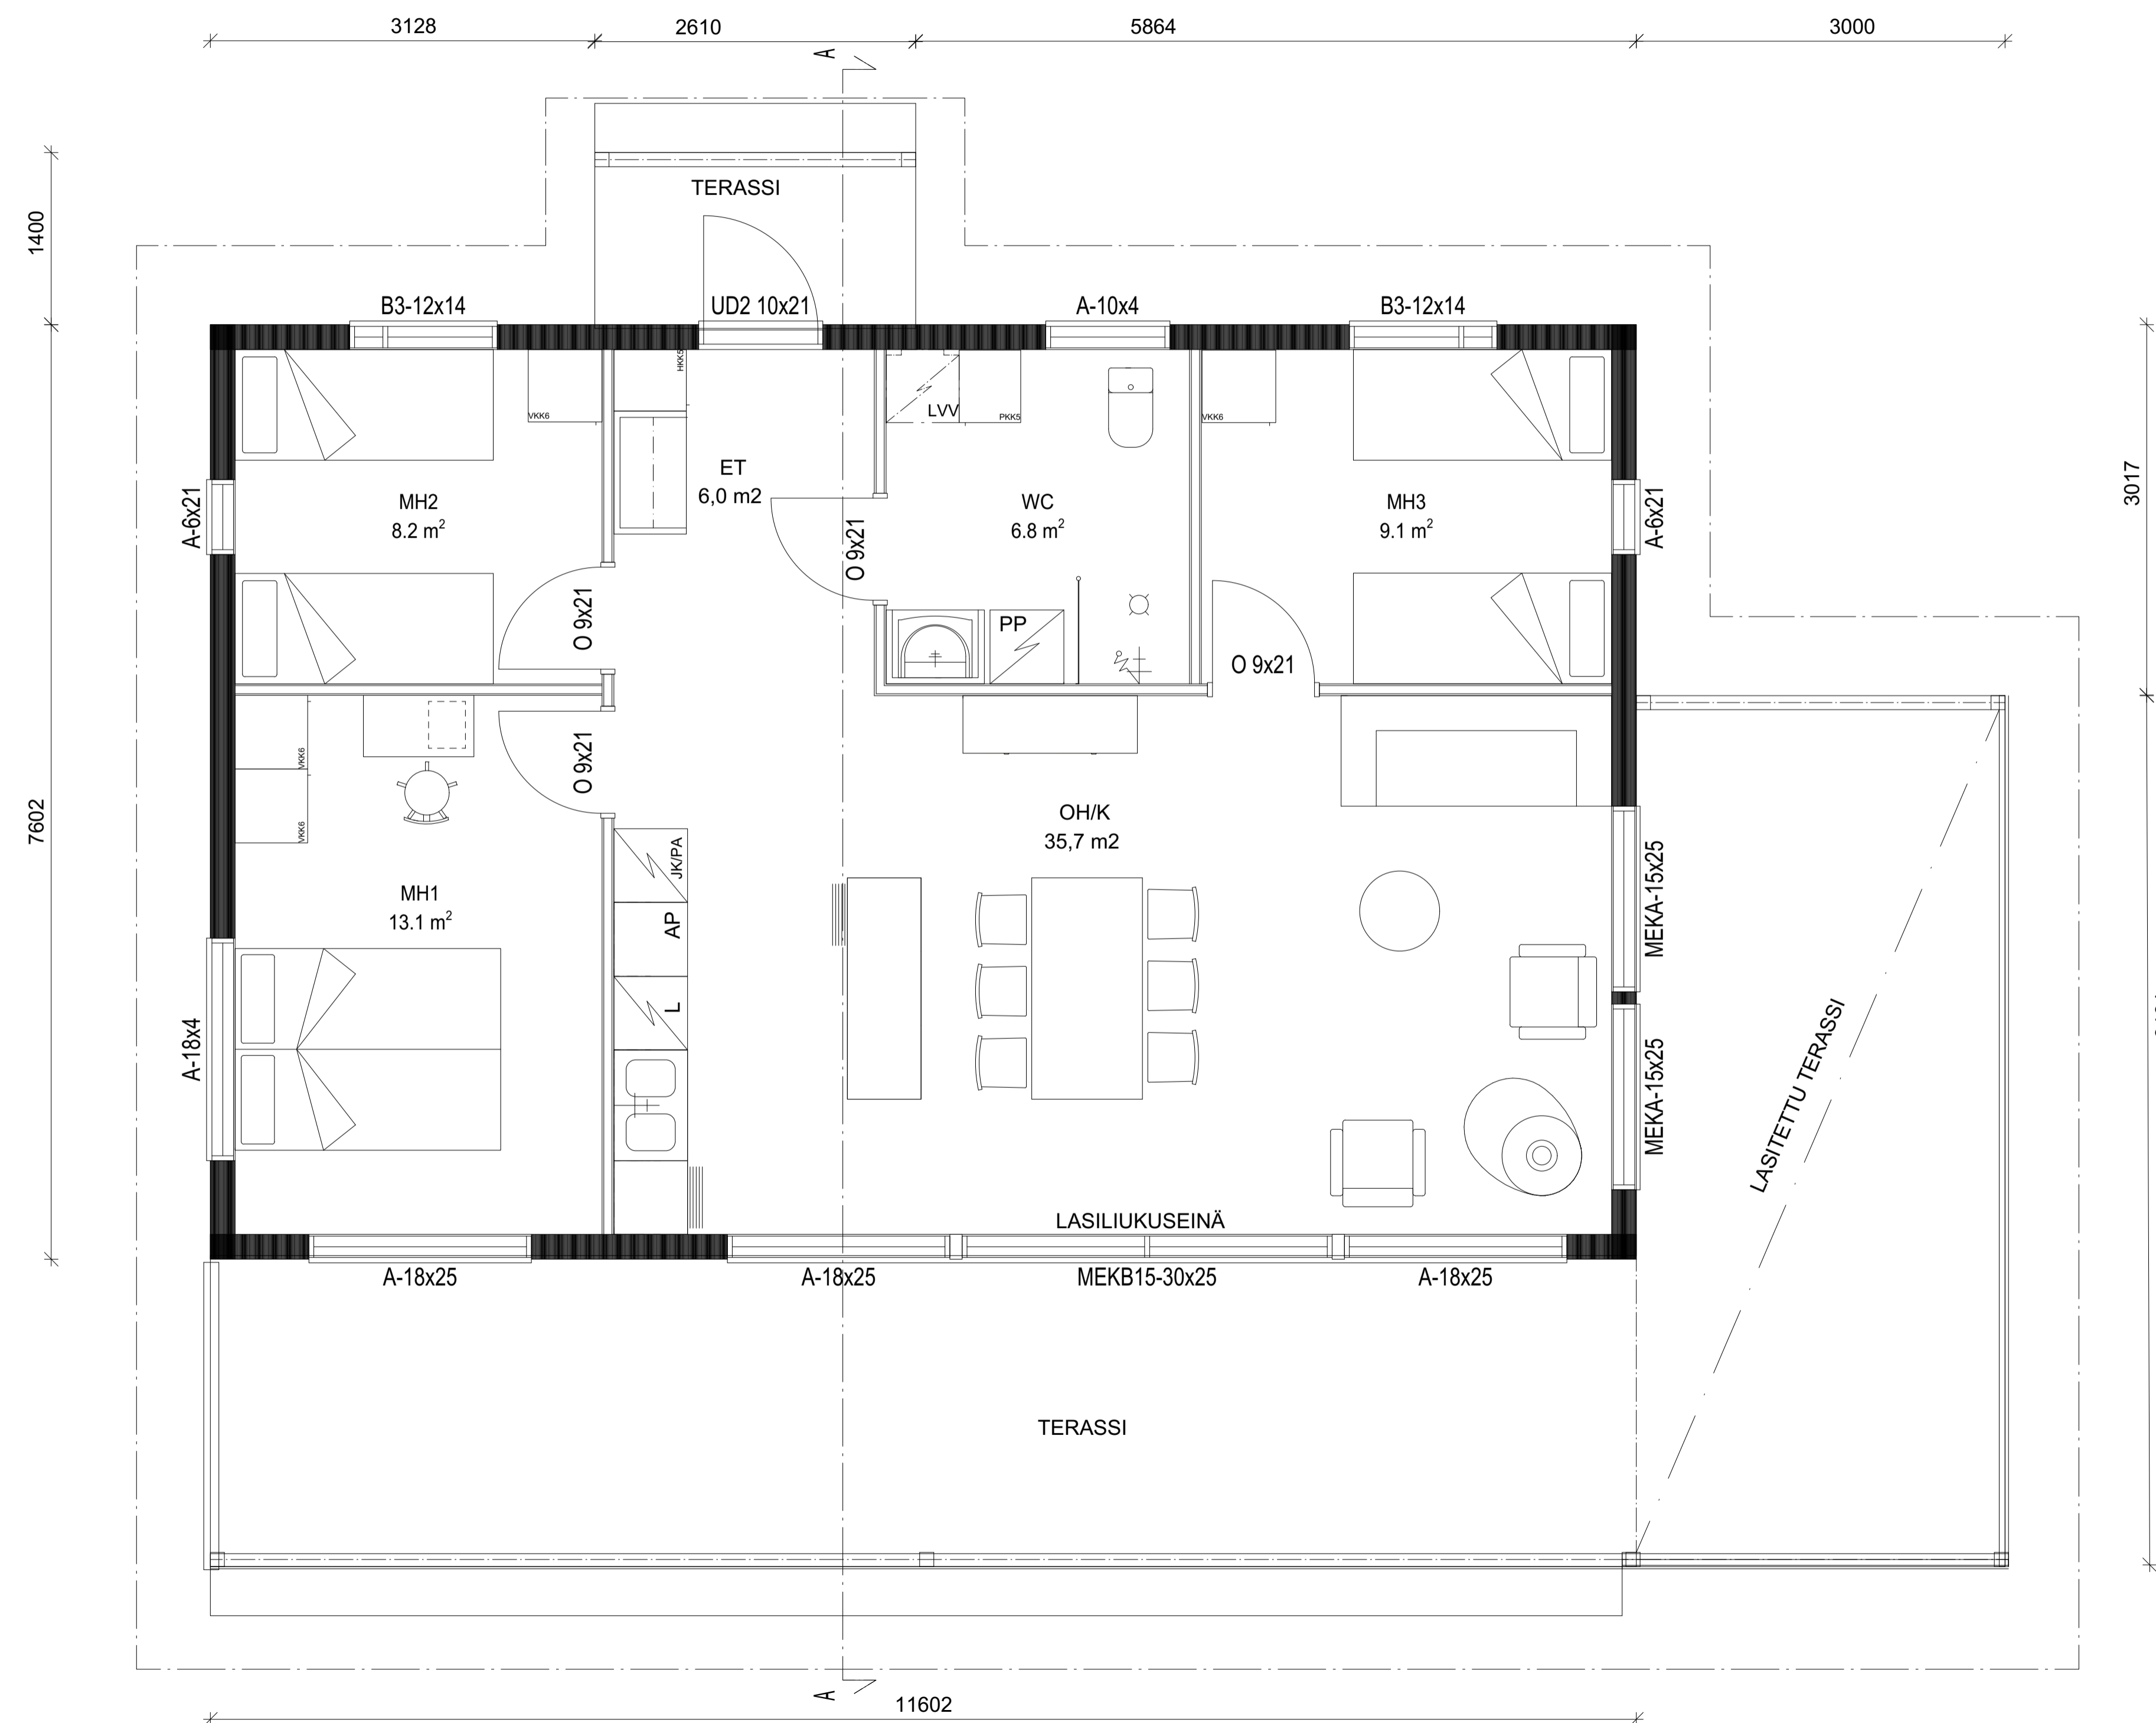 3128
2610
5864
3000
A
1400
TERASSI
B3-12x14
UD2 10x21
A-10x4
B3-12x14
HKK5
VKK6
LVV
PKK5
VKK6
ET
6,0 m2
MH2
8.2 m²
WC
6.8 m²
MH3
9.1 m²
3017
A-6x21
O 9x21
A-6x21
O 9x21
PP
O 9x21
VKK6
VKK6
O 9x21
OH/K
35,7 m2
7602
JK/PA
MH1
13.1 m²
AP
L
MEKA-15x25
A-18x4
MEKA-15x25
LASITETTU TERASSI
LASILIUKUSEINÄ
A-18x25
A-18x25
MEKB15-30x25
A-18x25
TERASSI
A
11602